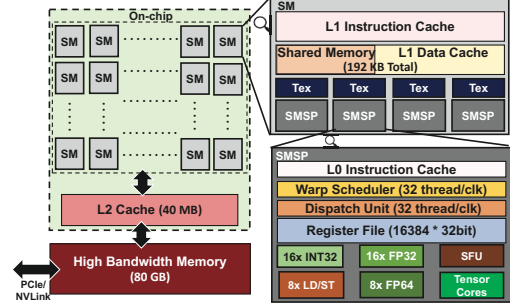 On-chip
SM SM SM SM
SM SM SM SM
SM SM SM SM
L2 Cache (40 MB)
High Bandwidth Memory
(80 GB)
PCIe/
NVLink
SM
L1 Instruction Cache
Shared Memory L1 Data Cache
(192 KB Total)
Tex Tex Tex Tex
SMSP SMSP SMSP SMSP
SMSP
L0 Instruction Cache
Warp Scheduler (32 thread/clk)
Dispatch Unit (32 thread/clk)
Register File (16384 * 32bit)
16x INT32 16x FP32 SFU
8x LD/ST 8x FP64 Tensor
Cores